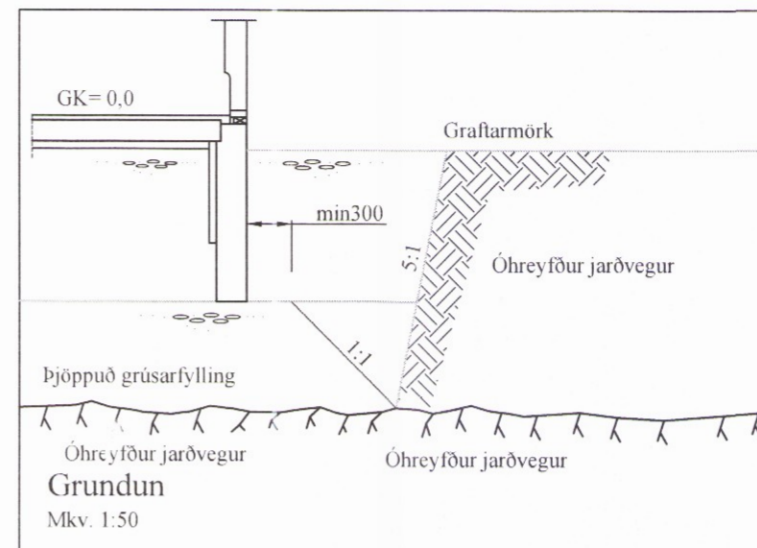 GK= 0,0
Graftarmörk
min300
5:1
Óhreyfður jarðvegur
1:1
Þjöppuð grúsarfylling
Óhreyfður jarðvegur
Óhreyfður jarðvegur
Grundun
Mkv. 1:50